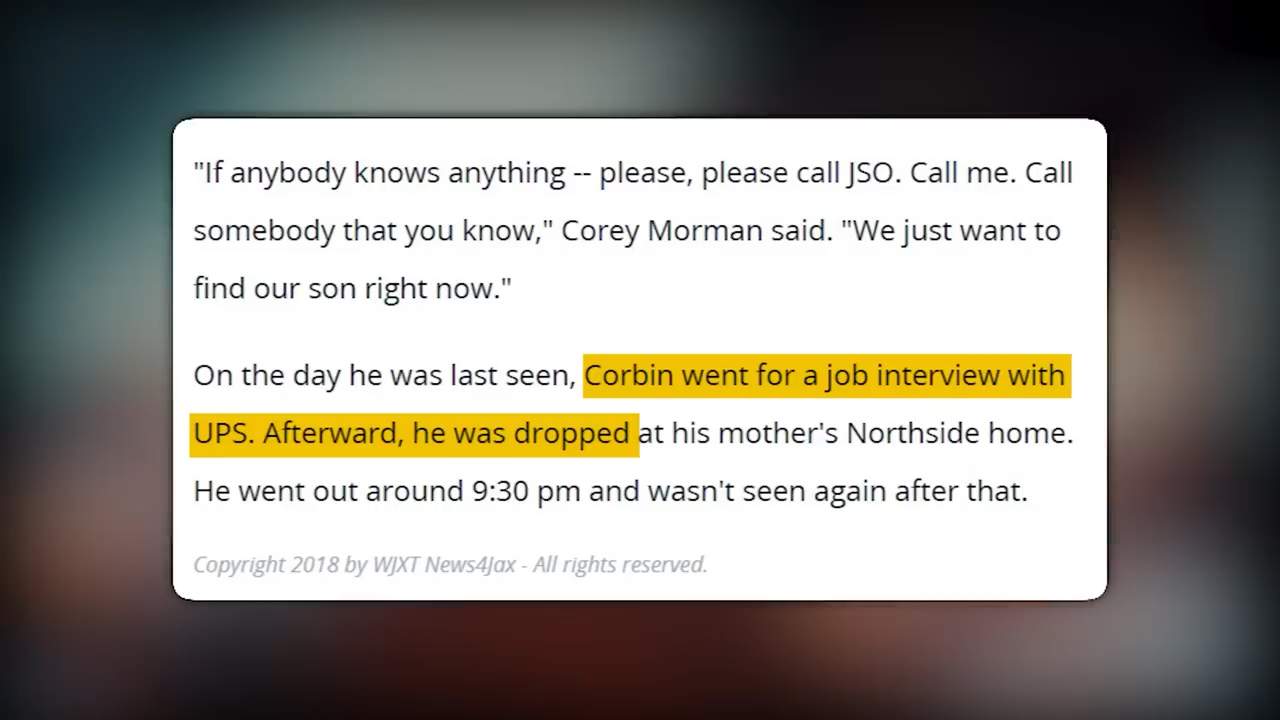 "If anybody knows anything -- please, please call JSO. Call me. Call
somebody that you know," Corey Morman said. "We just want to
find our son right now."
On the day he was last seen, Corbin went for a job interview with
UPS. Afterward, he was dropped at his mother's Northside home.
He went out around 9:30 pm and wasn't seen again after that.
Copyright 2018 by WJXT News4Jax - All rights reserved.